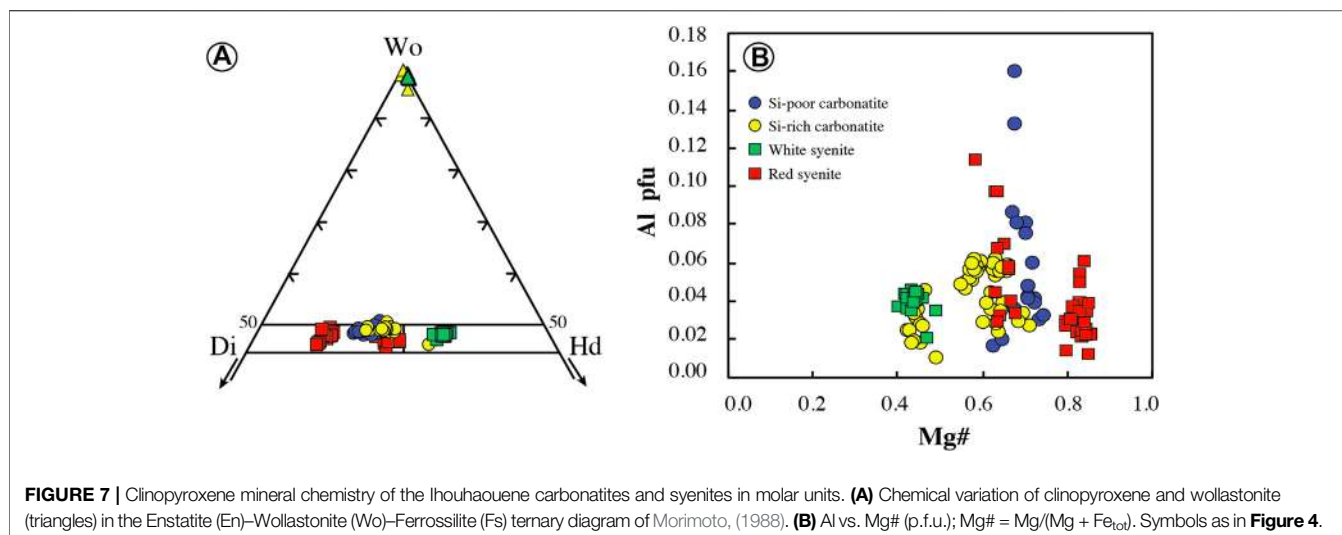 A
Wo
50
50
Di
Hd
B
0.18
0.16
0.14
0.12
0.10
0.08
0.06
0.04
0.02
0.00
Al pfu
Si-poor carbonatite
Si-rich carbonatite
White syenite
Red syenite
0.0 0.2 0.4 0.6 0.8 1.0
Mg#
FIGURE 7 | Clinopyroxene mineral chemistry of the Ihouhaouene carbonatites and syenites in molar units. (A) Chemical variation of clinopyroxene and wollastonite
(triangles) in the Enstatite (En)–Wollastonite (Wo)–Ferrossilite (Fs) ternary diagram of Morimoto, (1988). (B) Al vs. Mg# (p.f.u.); Mg# = Mg/(Mg + Fetot). Symbols as in Figure 4.